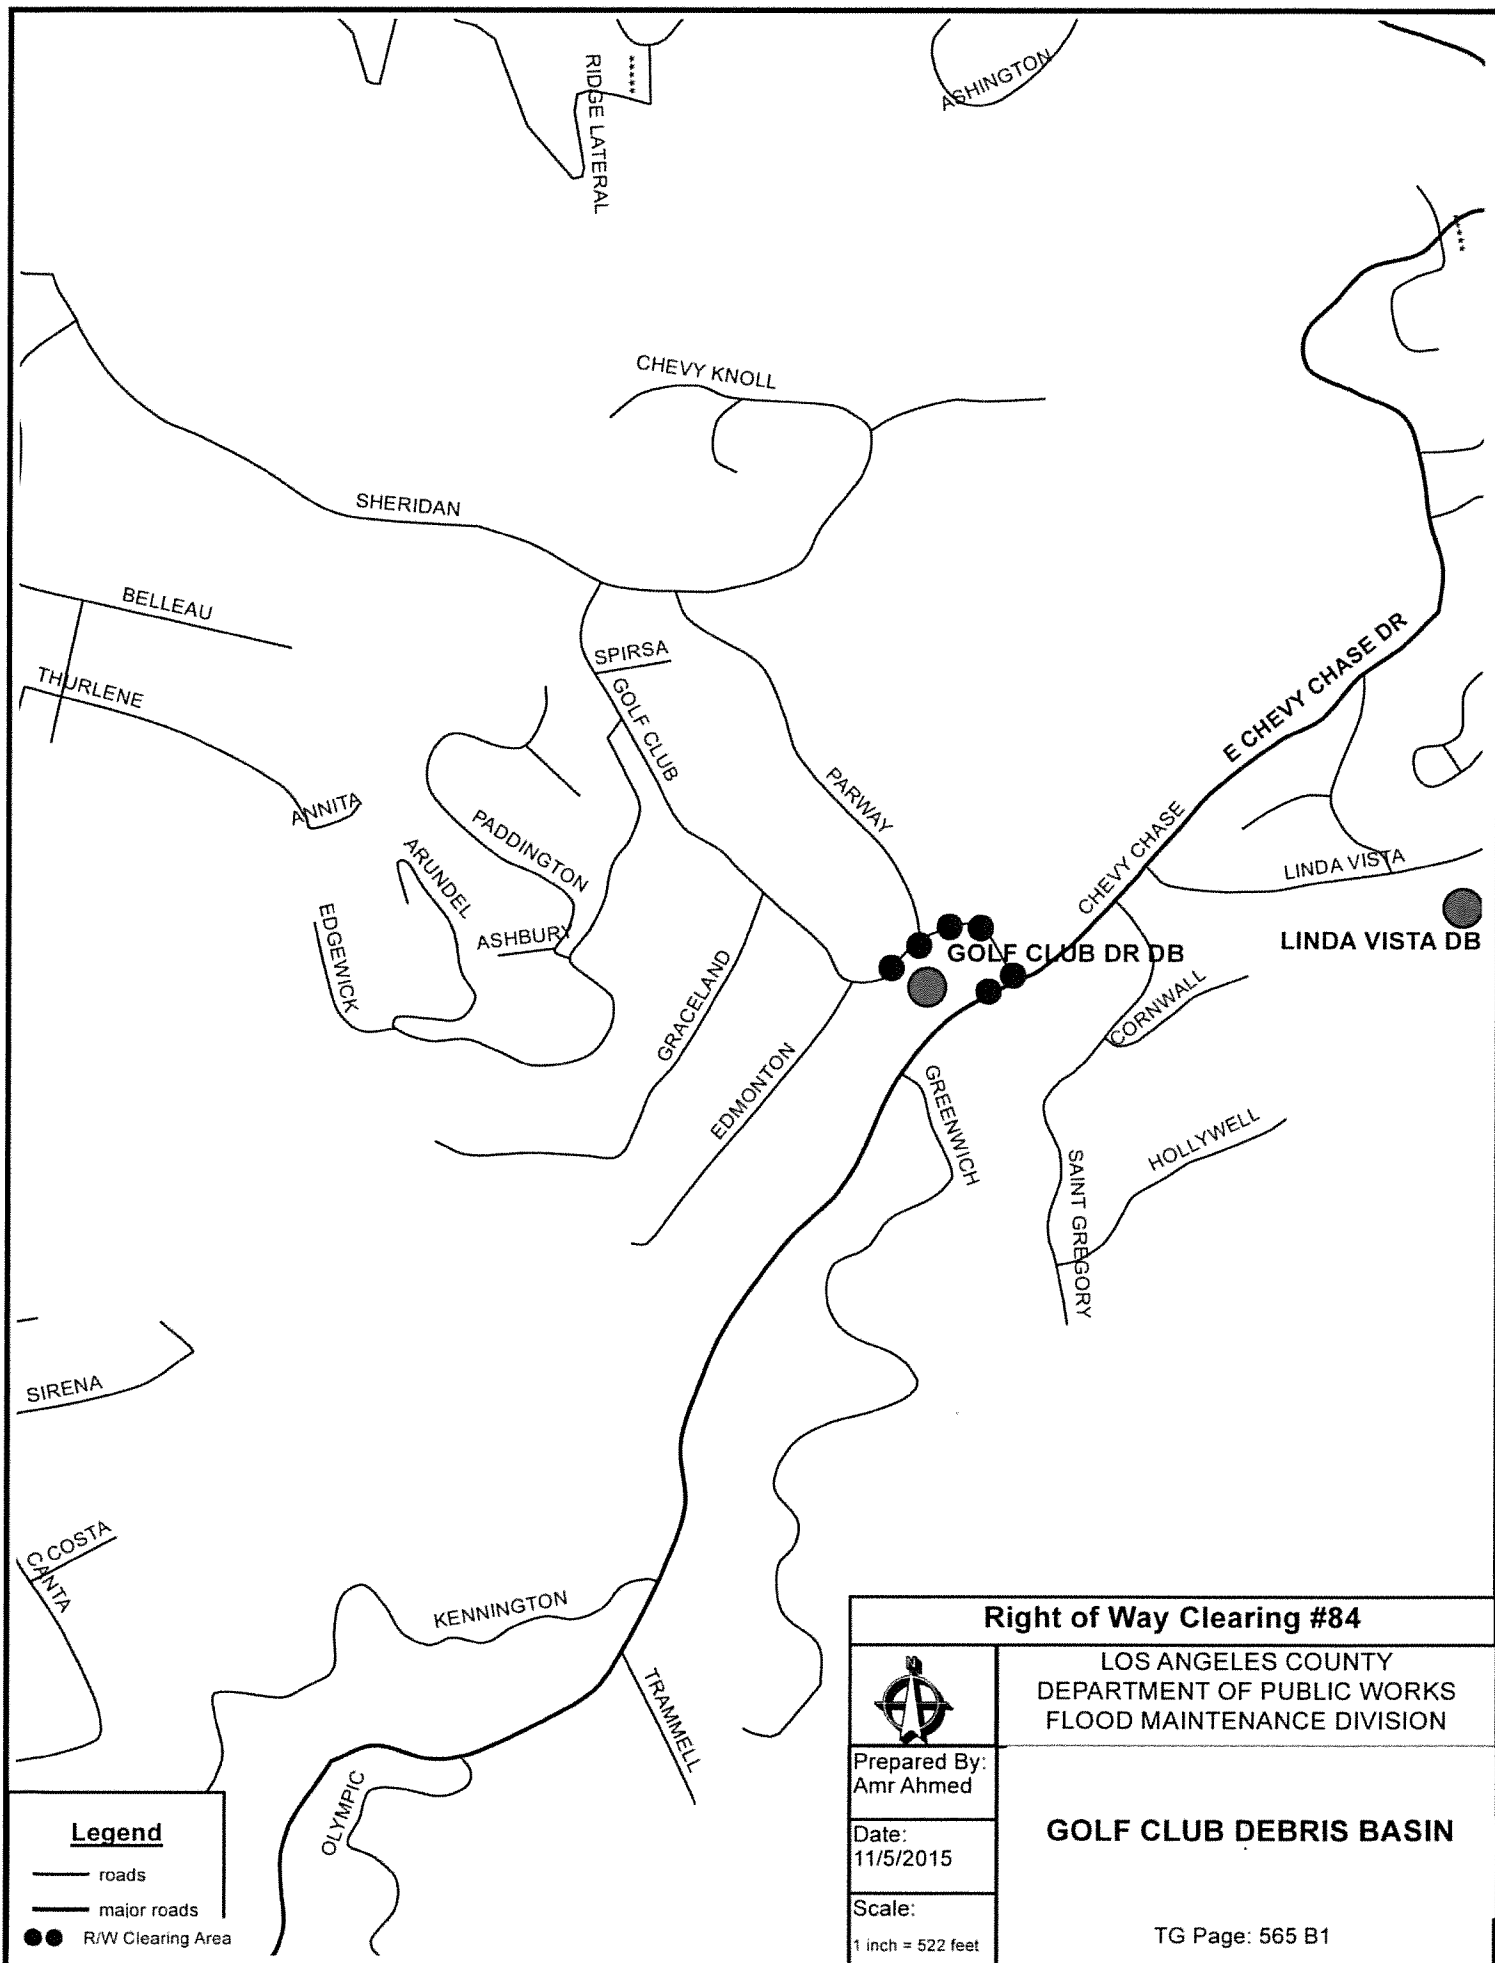 RIDGE LATERAL
*****
ASHINGTON
*****
CHEVY KNOLL
SHERIDAN
BELLEAU
THURLENE
SPIRSA
GOLF CLUB
E CHEVY CHASE DR
PARWAY
ANNITA
PADDINGTON
ARUNDEL
CHEVY CHASE
LINDA VISTA
EDGEWICK
ASHBURY
GOLF CLUB DR DB
LINDA VISTA DB
GRACELAND
CORNWALL
EDMONTON
GREENWICH
HOLLYWELL
SAINT GREGORY
SIRENA
C COSTA
CANTA
KENNINGTON
TRAMMELL
OLYMPIC
Legend
roads
major roads
R/W Clearing Area
Right of Way Clearing #84
N
LOS ANGELES COUNTY
DEPARTMENT OF PUBLIC WORKS
FLOOD MAINTENANCE DIVISION
Prepared By:
Amr Ahmed
Date:
11/5/2015
Scale:
1 inch = 522 feet
GOLF CLUB DEBRIS BASIN
TG Page: 565 B1